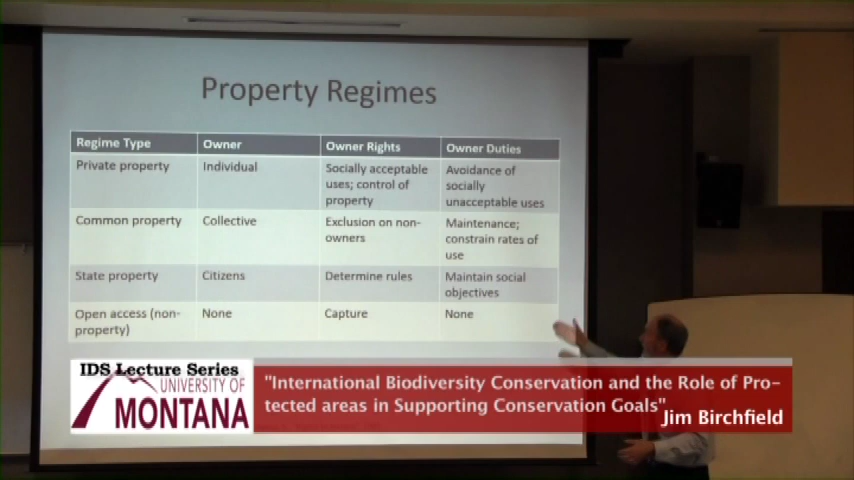 Property Regimes
Regime Type Owner Owner Rights Owner Duties
Private property Individual Socially acceptable uses; control of property Avoidance of socially unacceptable uses
Common property Collective Exclusion on non-owners Maintenance; constrain rates of use
State property Citizens Determine rules Maintain social objectives
Open access (non-property) None Capture None
IDS Lecture Series
UNIVERSITY OF
MONTANA
"International Biodiversity Conservation and the Role of Pro-
tected areas in Supporting Conservation Goals"
Jim Birchfield